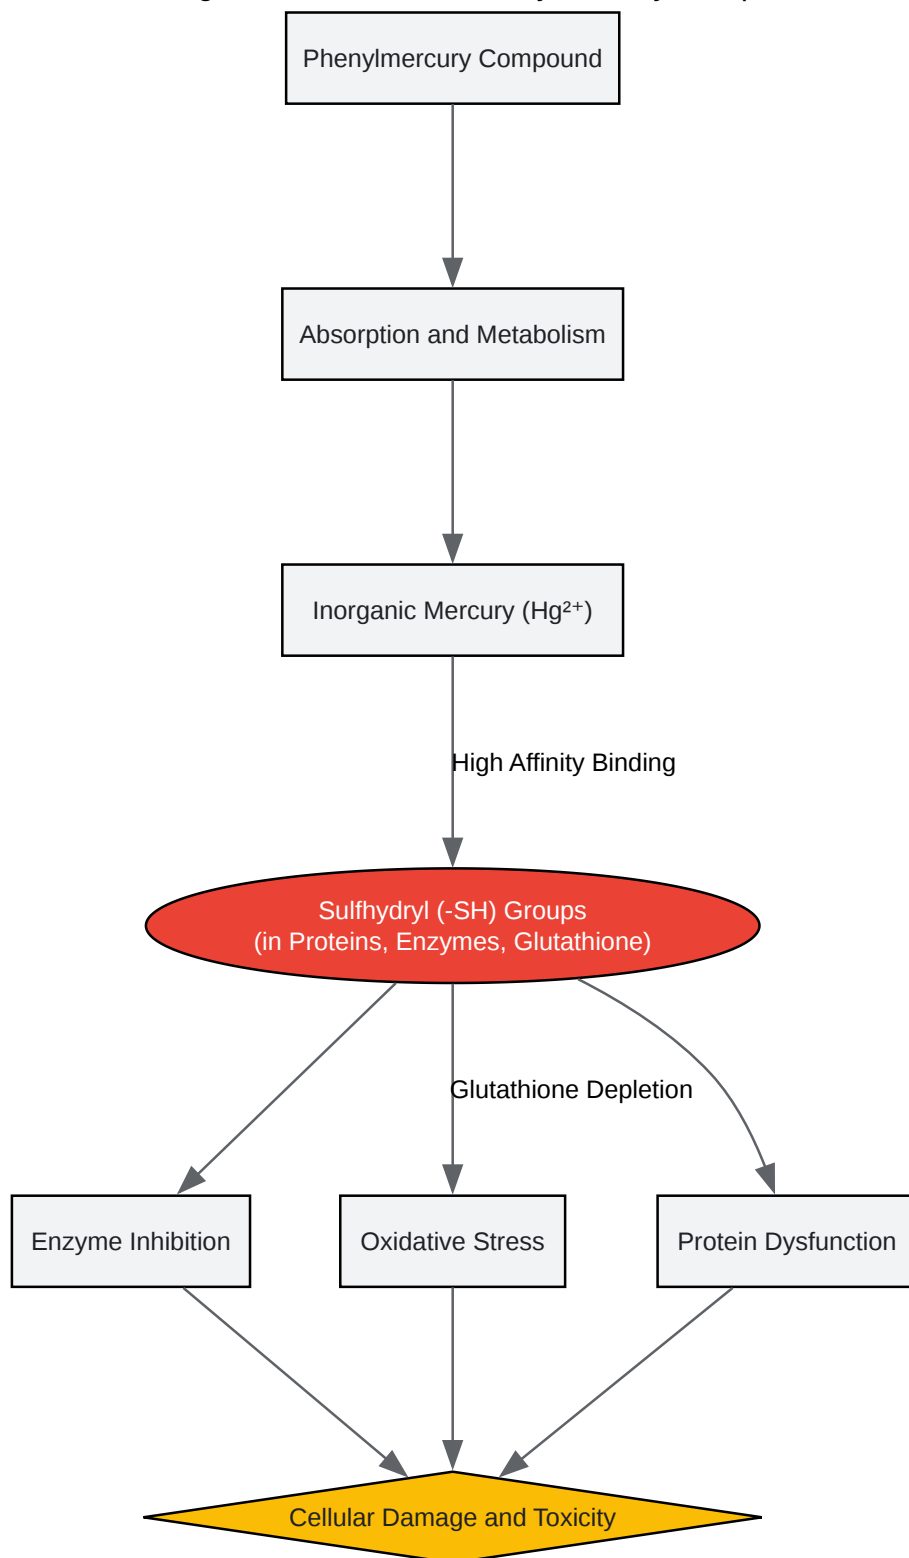 Phenylmercury Compound
Absorption and Metabolism
Inorganic Mercury (Hg²⁺)
High Affinity Binding
Sulfhydryl (-SH) Groups
(in Proteins, Enzymes, Glutathione)
Glutathione Depletion
Enzyme Inhibition
Oxidative Stress
Protein Dysfunction
Cellular Damage and Toxicity